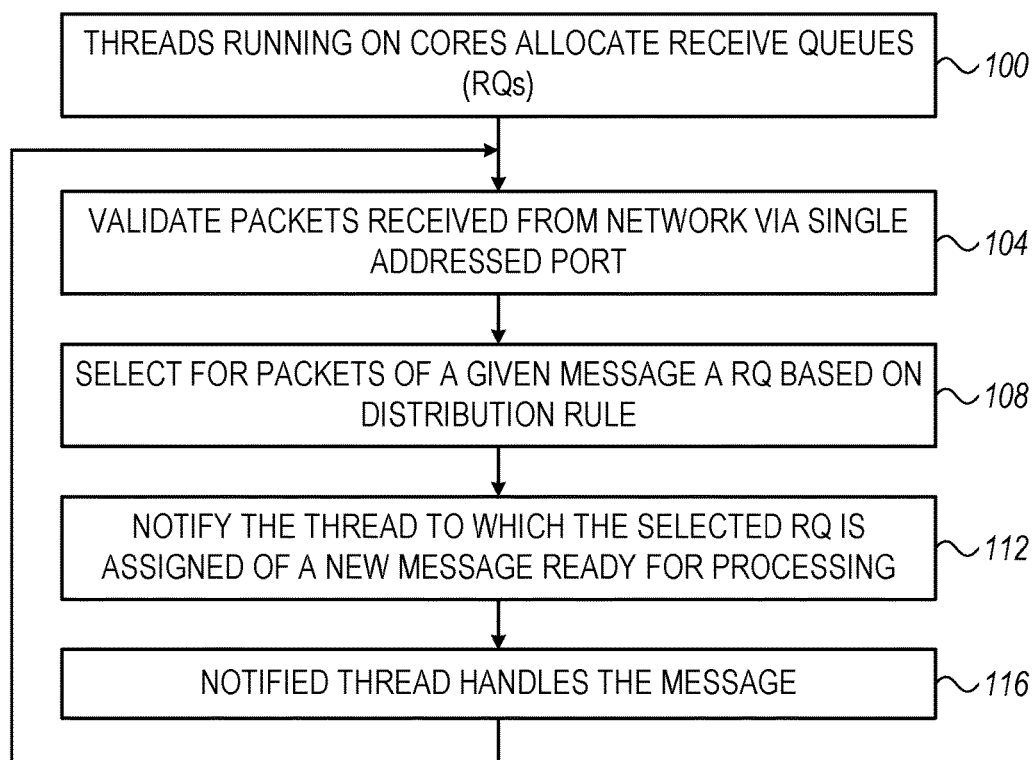 THREADS RUNNING ON CORES ALLOCATE RECEIVE QUEUES
(RQs)
100
VALIDATE PACKETS RECEIVED FROM NETWORK VIA SINGLE
ADDRESSED PORT
104
SELECT FOR PACKETS OF A GIVEN MESSAGE A RQ BASED ON
DISTRIBUTION RULE
108
NOTIFY THE THREAD TO WHICH THE SELECTED RQ IS
ASSIGNED OF A NEW MESSAGE READY FOR PROCESSING
112
NOTIFIED THREAD HANDLES THE MESSAGE
116